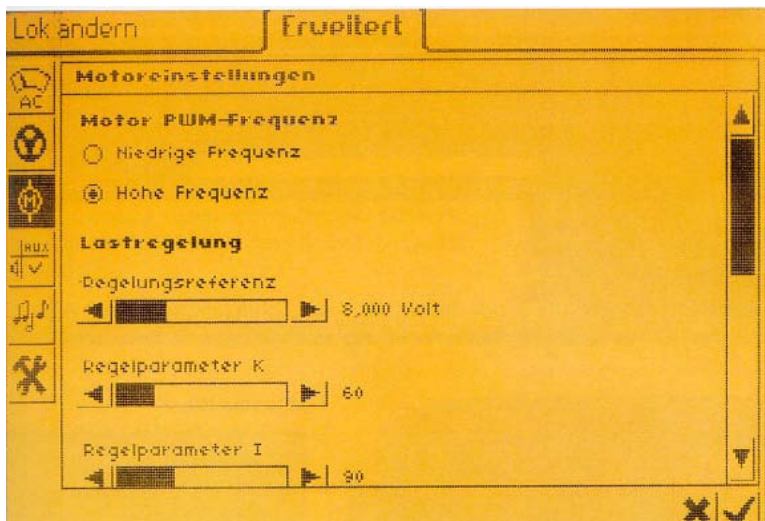 Lok ändern
Erweitert
AC
Motoreinstellungen
Motor PWM-Frequenz
Niedrige Frequenz
Hohe Frequenz
M
AUX
Lastregelung
Regelungsreferenz
8,000 Volt
Regelparameter K
60
Regelparameter I
90